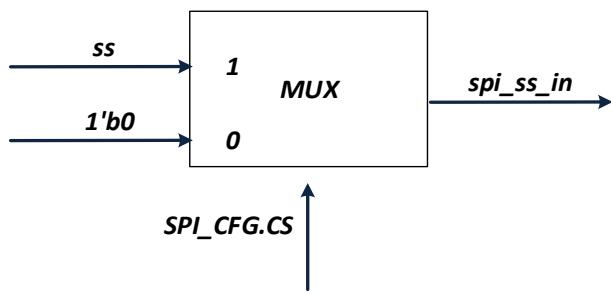 ss
1
MUX
spi_ss_in
1'b0
0
SPI_CFG.CS